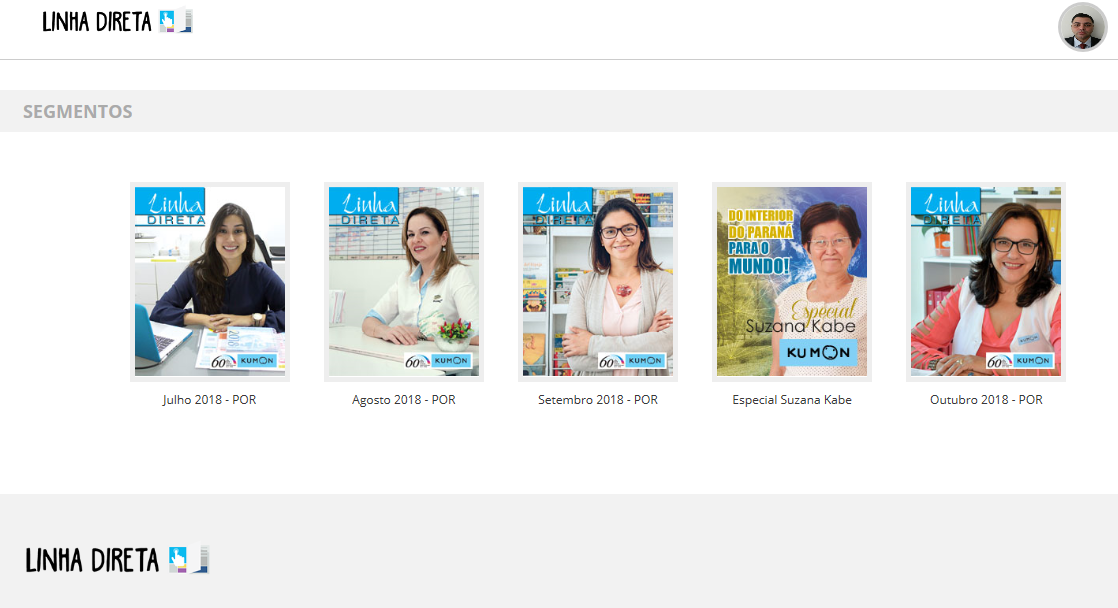 LINHA DIRETA
SEGMENTOS
Linha
DIRETA
60
KUMON
Julho 2018 - POR
Linha
DIRETA
60
KUMON
Agosto 2018 - POR
Linha
DIRETA
60
KUMON
Setembro 2018 - POR
DO INTERIOR
DO PARANÁ
PARA O
MUNDO!
Especial
Suzana Kabe
KUMON
Especial Suzana Kabe
Linha
DIRETA
60
KUMON
Outubro 2018 - POR
LINHA DIRETA